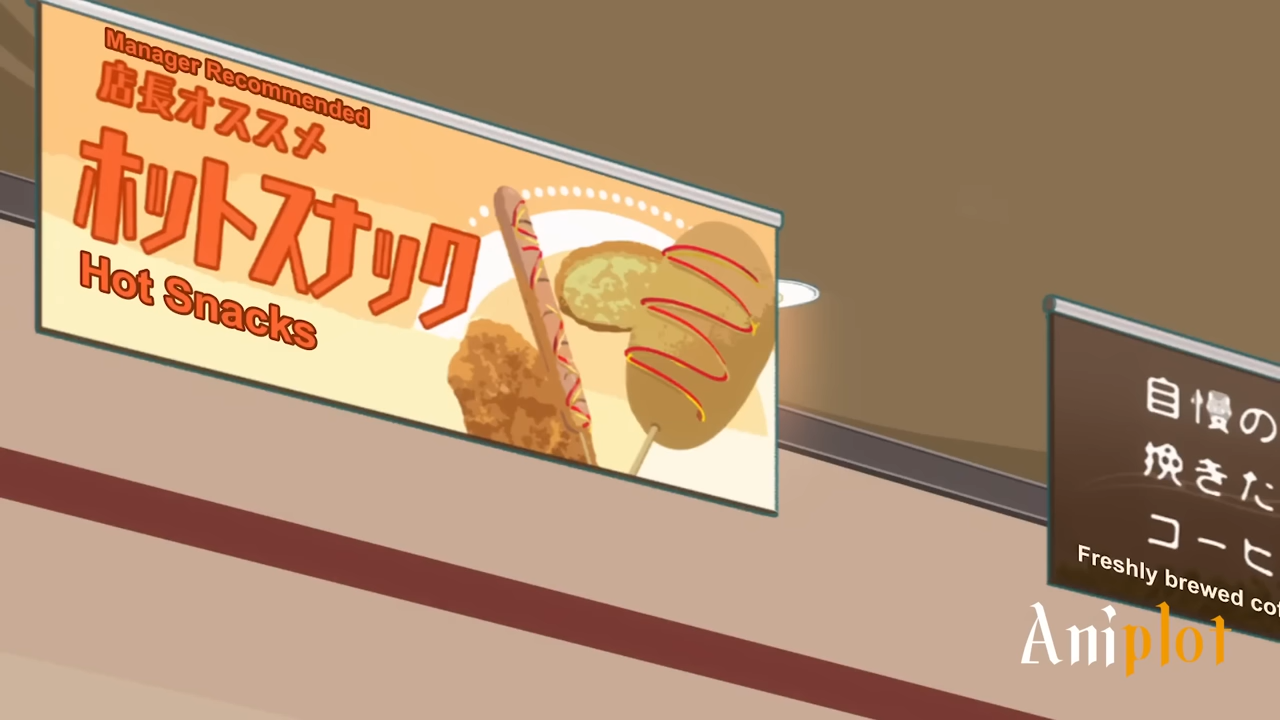 Manager Recommended
店長オススメ
ホットスナック
Hot Snacks
自慢の
挽きた
コーヒ
Freshly brewed
Aniplot